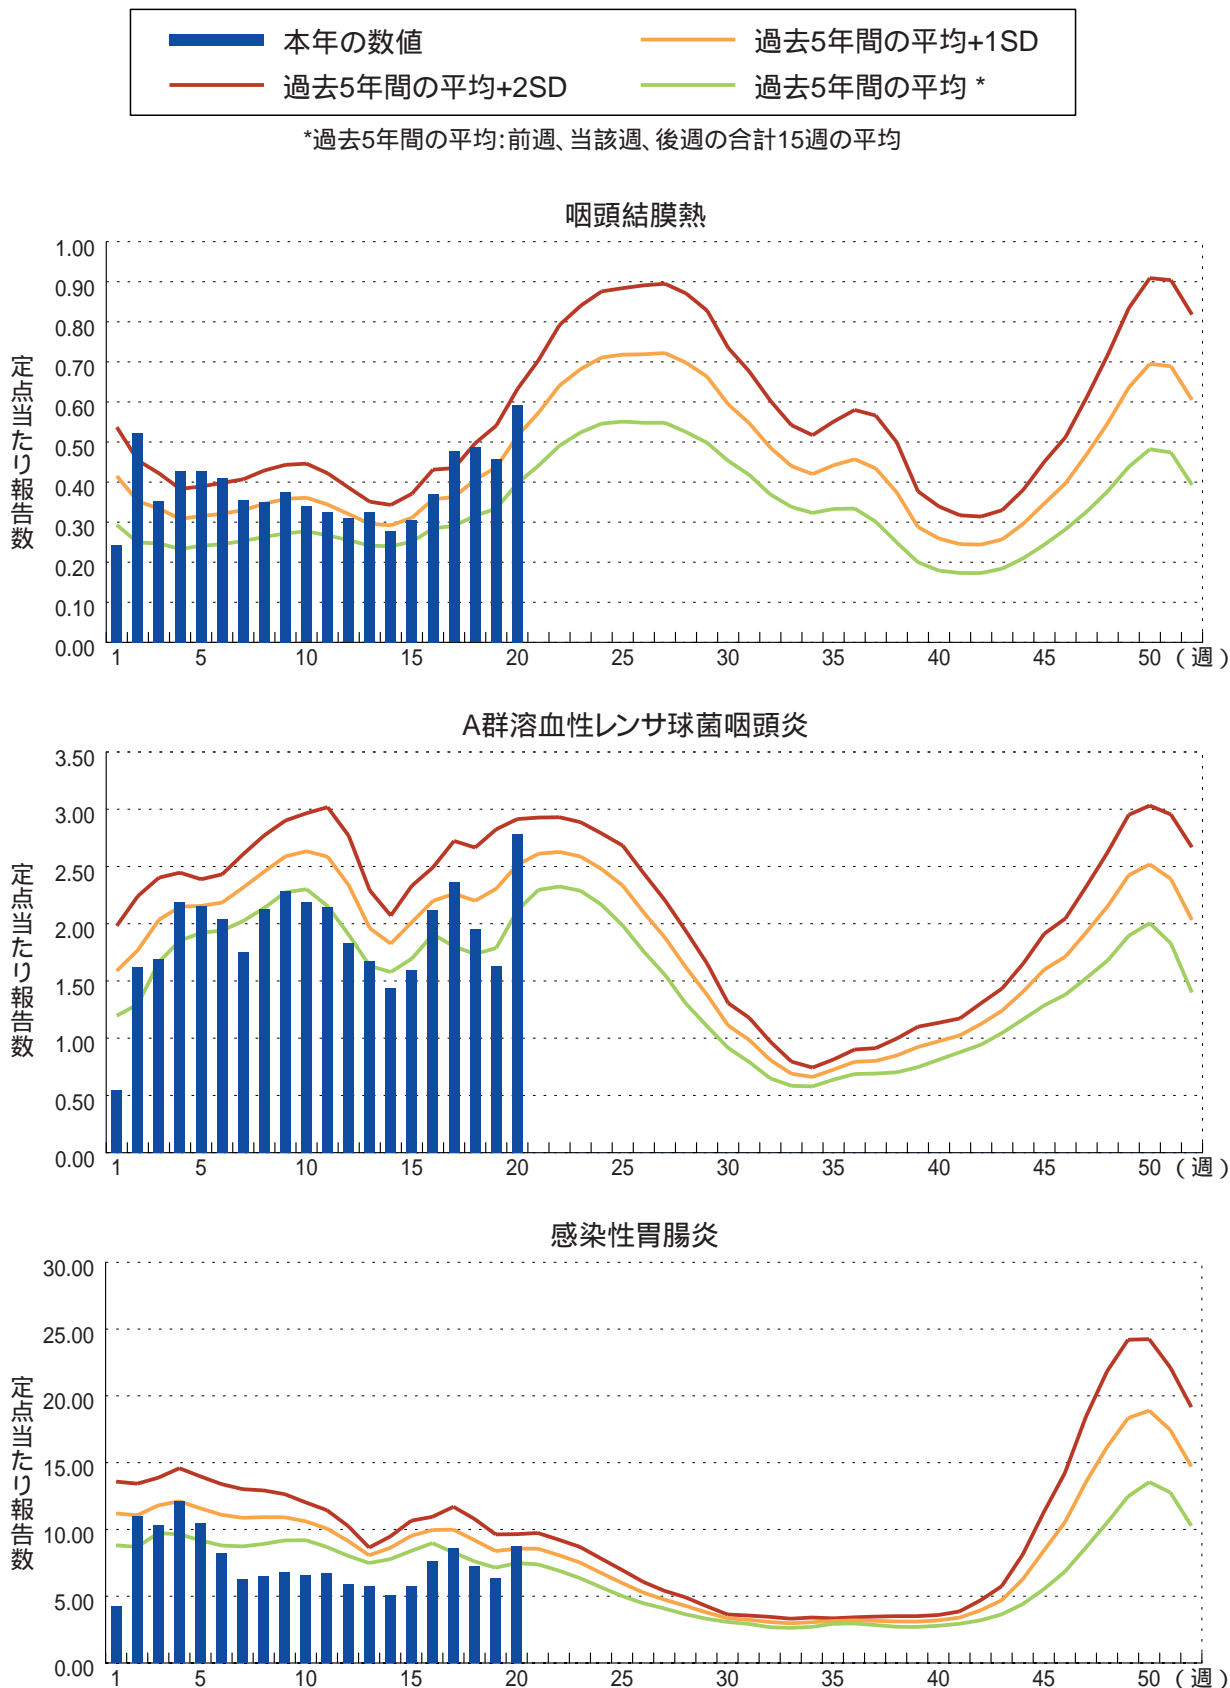 本年の数値
過去5年間の平均+1SD
過去5年間の平均+2SD
過去5年間の平均 *
*過去5年間の平均:前週、当該週、後週の合計15週の平均
咽頭結膜熱
定点当たり報告数
1.00
0.90
0.80
0.70
0.60
0.50
0.40
0.30
0.20
0.10
0.00
1 5 10 15 20 25 30 35 40 45 50 (週)
A群溶血性レンサ球菌咽頭炎
定点当たり報告数
3.50
3.00
2.50
2.00
1.50
1.00
0.50
0.00
1 5 10 15 20 25 30 35 40 45 50 (週)
感染性胃腸炎
定点当たり報告数
30.00
25.00
20.00
15.00
10.00
5.00
0.00
1 5 10 15 20 25 30 35 40 45 50 (週)